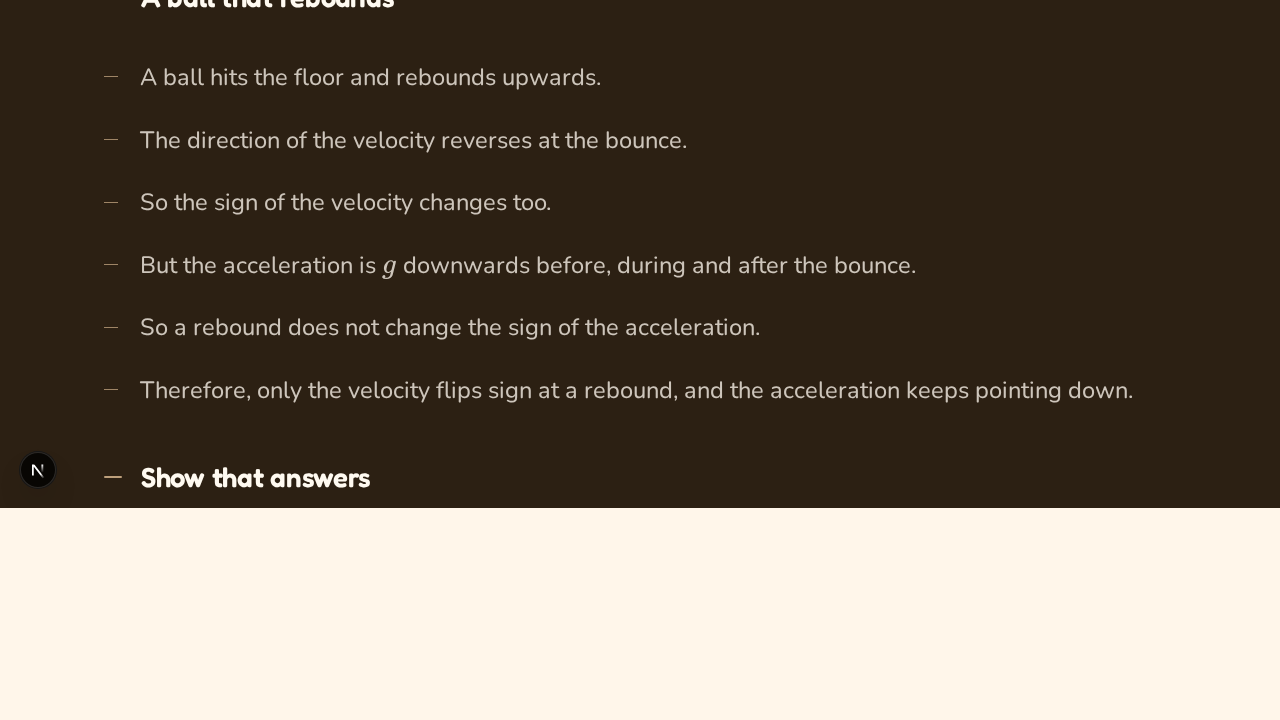 A ball that rebounds
A ball hits the floor and rebounds upwards.
The direction of the velocity reverses at the bounce.
So the sign of the velocity changes too.
But the acceleration is g downwards before, during and after the bounce.
So a rebound does not change the sign of the acceleration.
Therefore, only the velocity flips sign at a rebound, and the acceleration keeps pointing down.
Show that answers
N